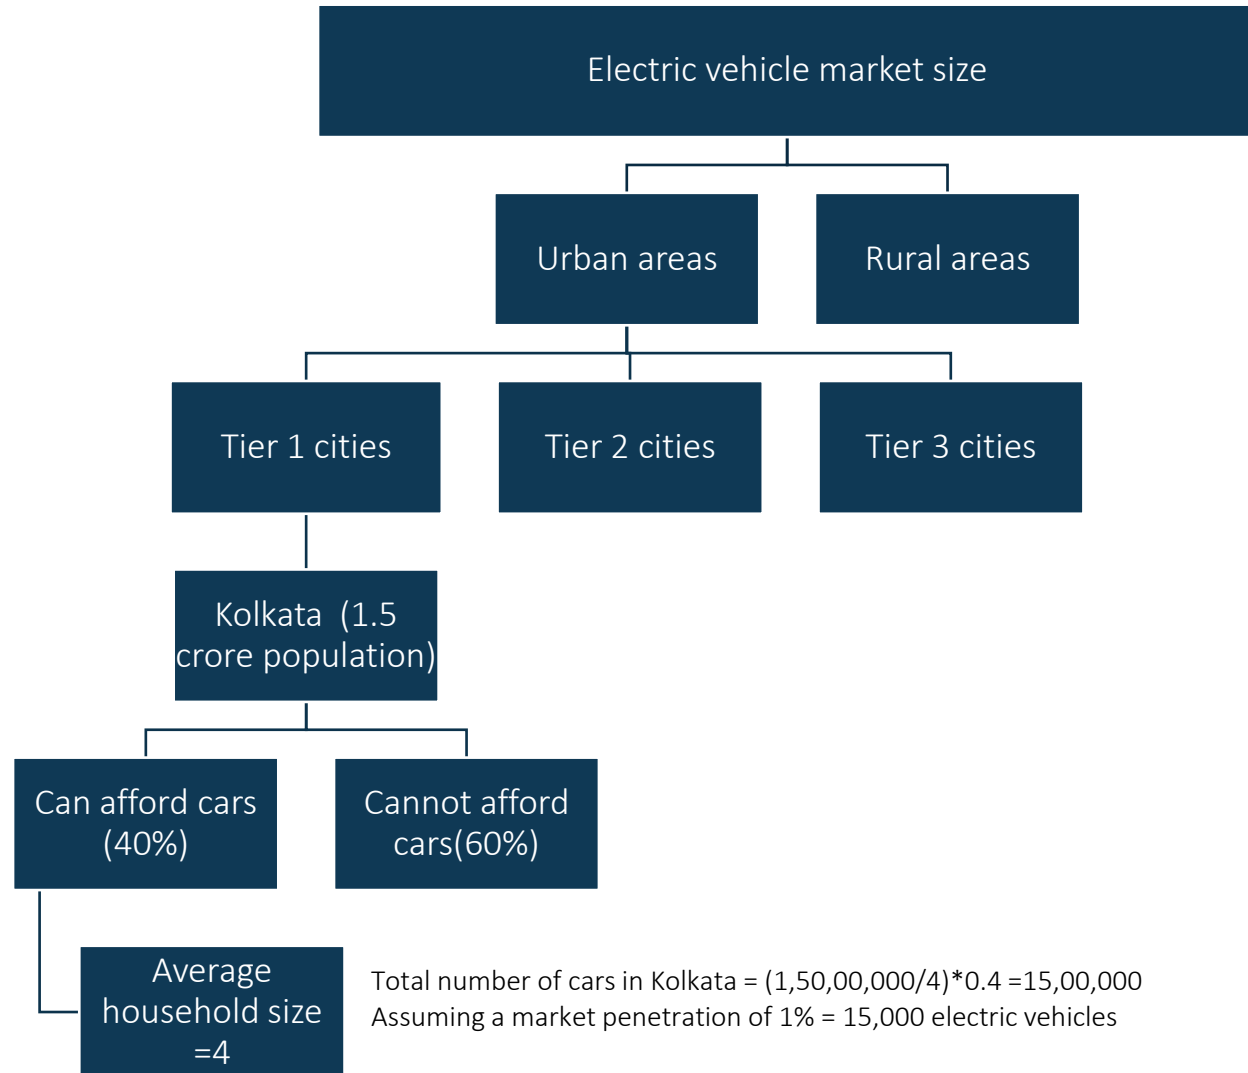 Electric vehicle market size
Urban areas
Rural areas
Tier 1 cities
Tier 2 cities
Tier 3 cities
Kolkata (1.5
crore population)
Can afford cars
(40%)
Cannot afford
cars(60%)
Average
household size
=4
Total number of cars in Kolkata = (1,50,00,000/4)*0.4 =15,00,000
Assuming a market penetration of 1% = 15,000 electric vehicles